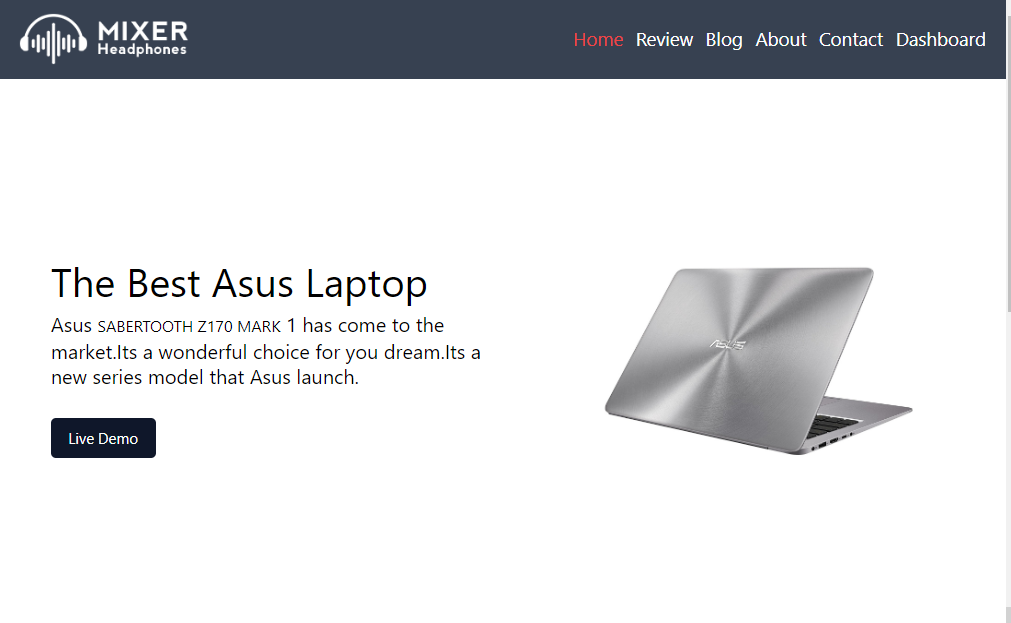 MIXER
Headphones
Home Review Blog About Contact Dashboard
The Best Asus Laptop
Asus SABERTOOTH Z170 MARK 1 has come to the
market.Its a wonderful choice for you dream.Its a
new series model that Asus launch.
Live Demo
ASUS